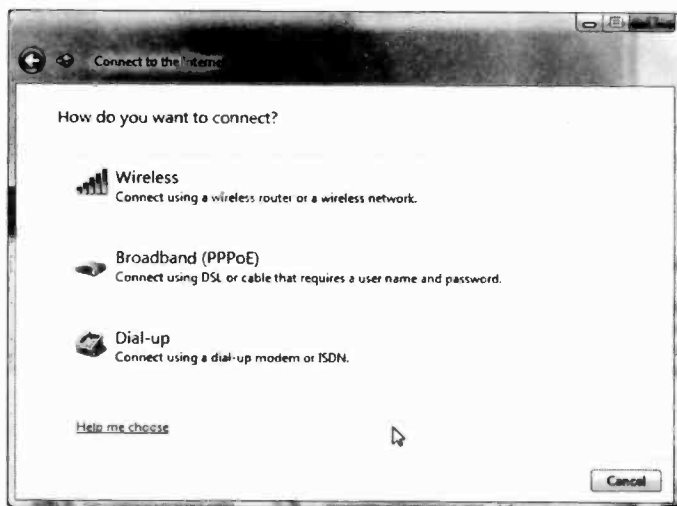 Connect to the Interne
How do you want to connect?
Wireless
Connect using a wireless router or a wireless network.
Broadband (PPPoE)
Connect using DSL or cable that requires a user name and password.
Dial-up
Connect using a dial-up modem or ISDN.
Help me choose
Cancel